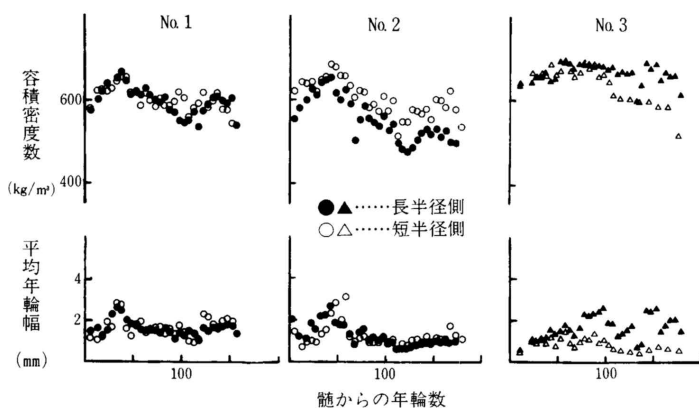 No. 1
No. 2
No. 3
容積密度数
(kg/m³)
600
400
●▲……長半径側
○△……短半径側
平均年輪幅
(mm)
4
2
100
100
100
髄からの年輪数